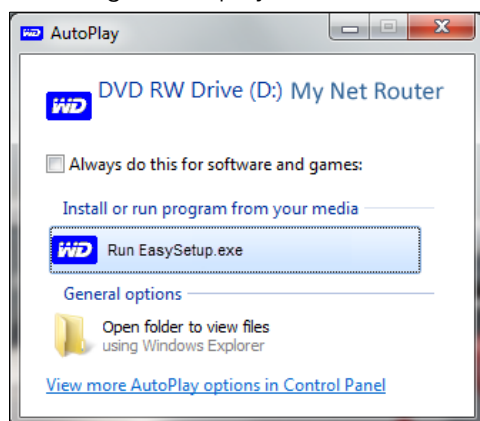 AutoPlay
WD DVD RW Drive (D:) My Net Router
Always do this for software and games:
Install or run program from your media
WD Run EasySetup.exe
General options
Open folder to view files
using Windows Explorer
View more AutoPlay options in Control Panel